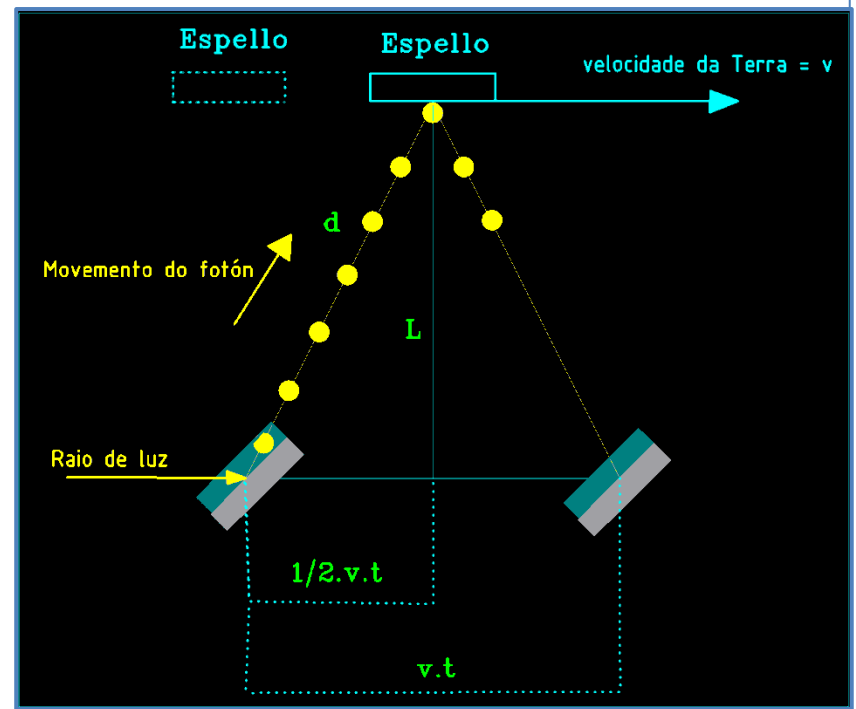 Espello
Espello
velocidade da Terra = v
d
Movemento do fotón
L
Raio de luz
1/2.v.t
v.t